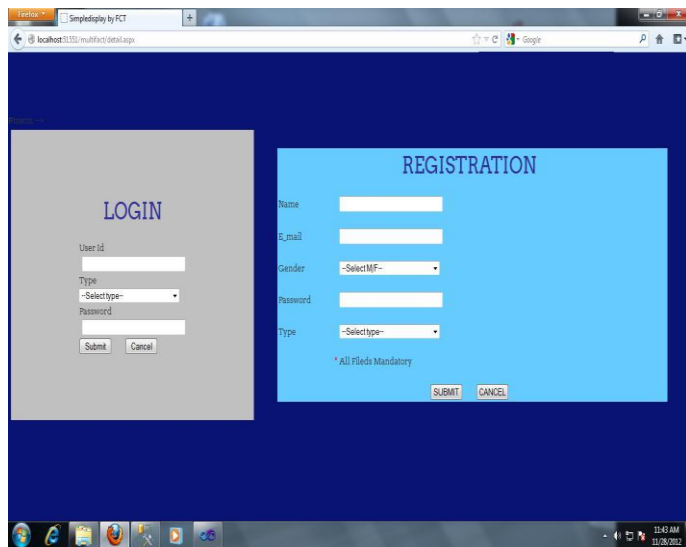 Firefox
Simpledisplay by FCT
+
localhost:51551/multifact/detail.aspx
Google
LOGIN
User Id
Type
--Select type--
Password
Submit Cancel
REGISTRATION
Name
E_mail
Gender --Select M/F--
Password
Type --Select type--
* All Fileds Mandatory
SUBMIT CANCEL
11:43 AM
11/28/2012